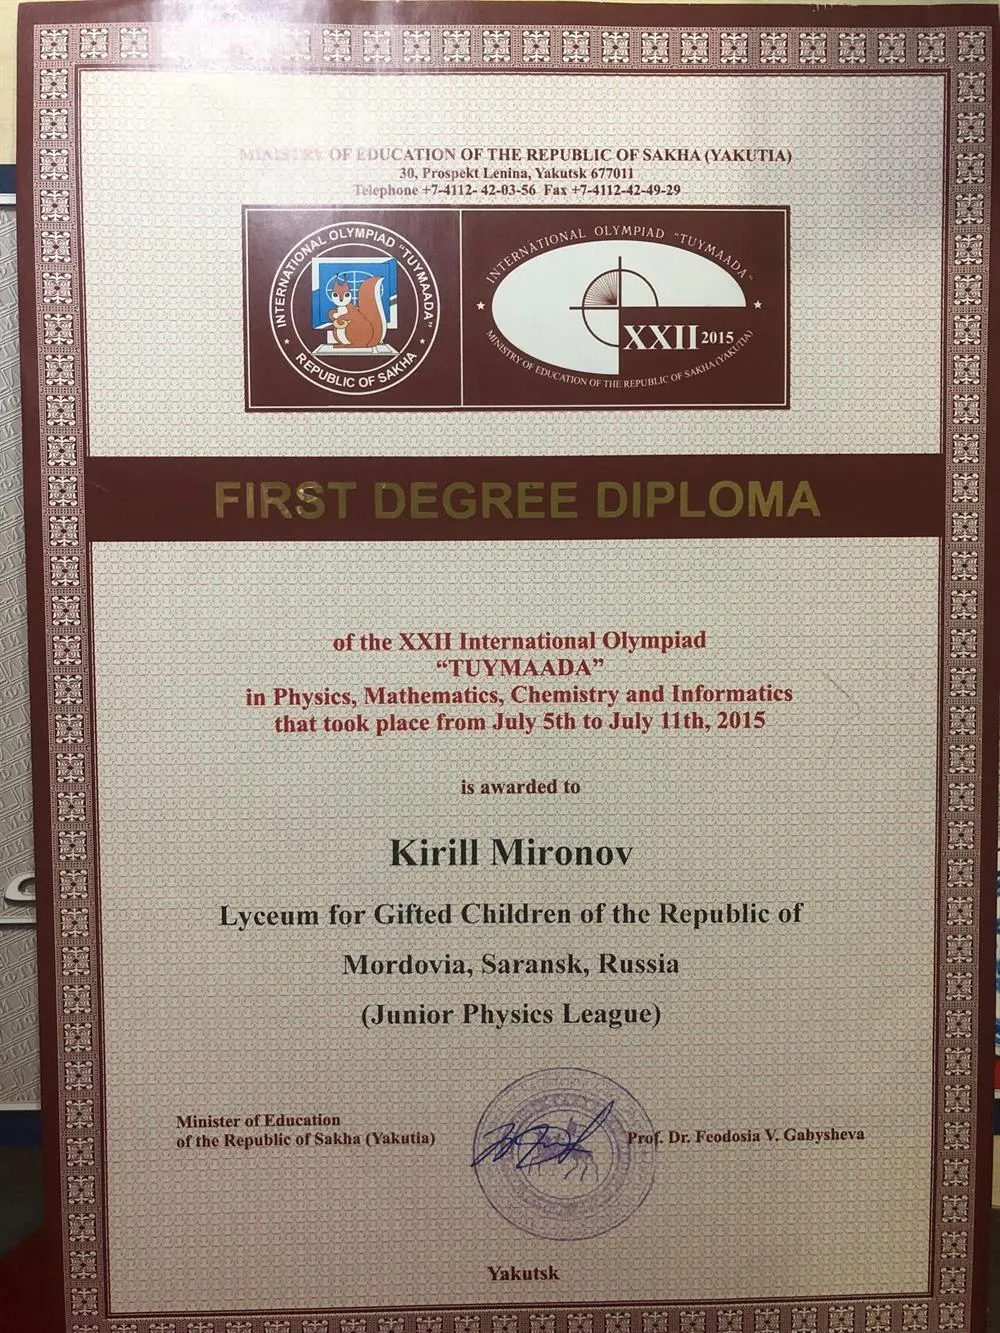 MINISTRY OF EDUCATION OF THE REPUBLIC OF SAKHA (YAKUTIA)
30, Prospekt Lenina, Yakutsk 677011
Telephone +7-4112- 42-03-56 Fax +7-4112-42-49-29
INTERNATIONAL OLYMPIAD "TUYMAADA"
REPUBLIC OF SAKHA
INTERNATIONAL OLYMPIAD "TUYMAADA"
XXII 2015
MINISTRY OF EDUCATION OF THE REPUBLIC OF SAKHA (YAKUTIA)
FIRST DEGREE DIPLOMA
of the XXII International Olympiad
“TUYMAADA”
in Physics, Mathematics, Chemistry and Informatics
that took place from July 5th to July 11th, 2015
is awarded to
Kirill Mironov
Lyceum for Gifted Children of the Republic of
Mordovia, Saransk, Russia
(Junior Physics League)
Minister of Education
of the Republic of Sakha (Yakutia)
Prof. Dr. Feodosia V. Gabysheva
Yakutsk